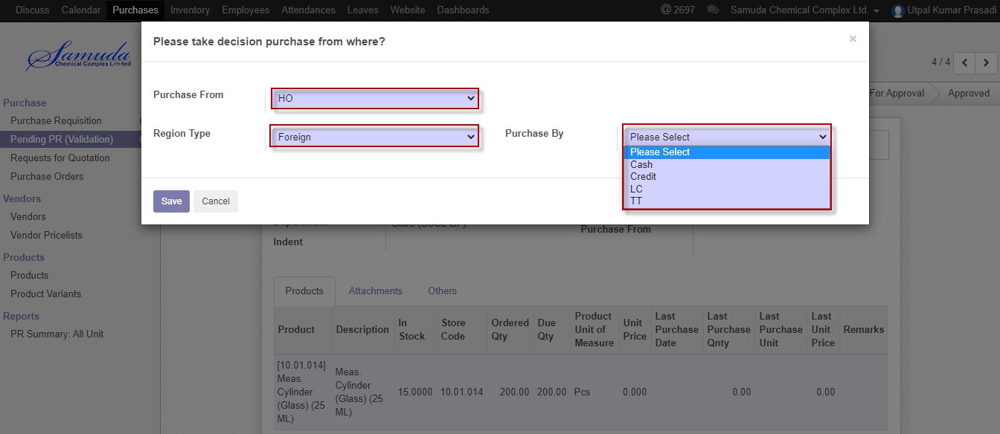 Discuss Calendar Purchases Inventory Employees Attendances Leaves Website Dashboards @ 2697 Samuda Chemical Complex Ltd. Utpal Kumar Prasadi
Samuda
Chemical Complex Limited
Please take decision purchase from where? ×
4 / 4
Purchase From HO
For Approval Approved
Purchase
Purchase Requisition
Region Type Foreign Purchase By Please Select
Pending PR (Validation)
Please Select
Requests for Quotation
Cash
Purchase Orders
Credit
LC
Vendors
Save Cancel
TT
Vendors
Vendor Pricelists
Purchase From
Indent
Products
Products
Product Variants
Products Attachments Others
Reports
PR Summary: All Unit
Product Description In Stock Store Code Ordered Qty Due Qty Product Unit of Measure Unit Price Last Purchase Date Last Purchase Qnty Last Purchase Unit Last Unit Price Remarks
[10.01.014] Meas. Cylinder (Glass) (25 ML) Meas. Cylinder (Glass) (25 ML) 15.0000 10.01.014 200.00 200.00 Pcs 0.000 0.00 0.00